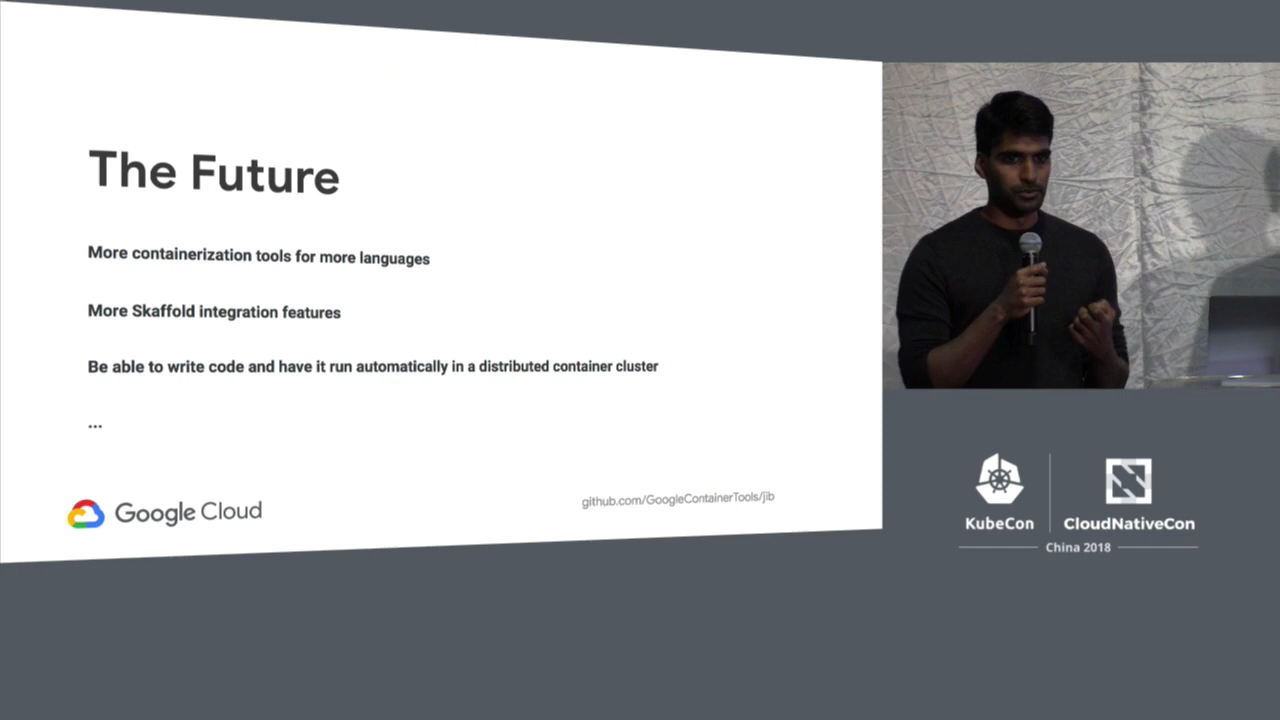 The Future
More containerization tools for more languages
More Skaffold integration features
Be able to write code and have it run automatically in a distributed container cluster
...
Google Cloud
github.com/GoogleContainerTools/jib
KubeCon
CloudNativeCon
China 2018